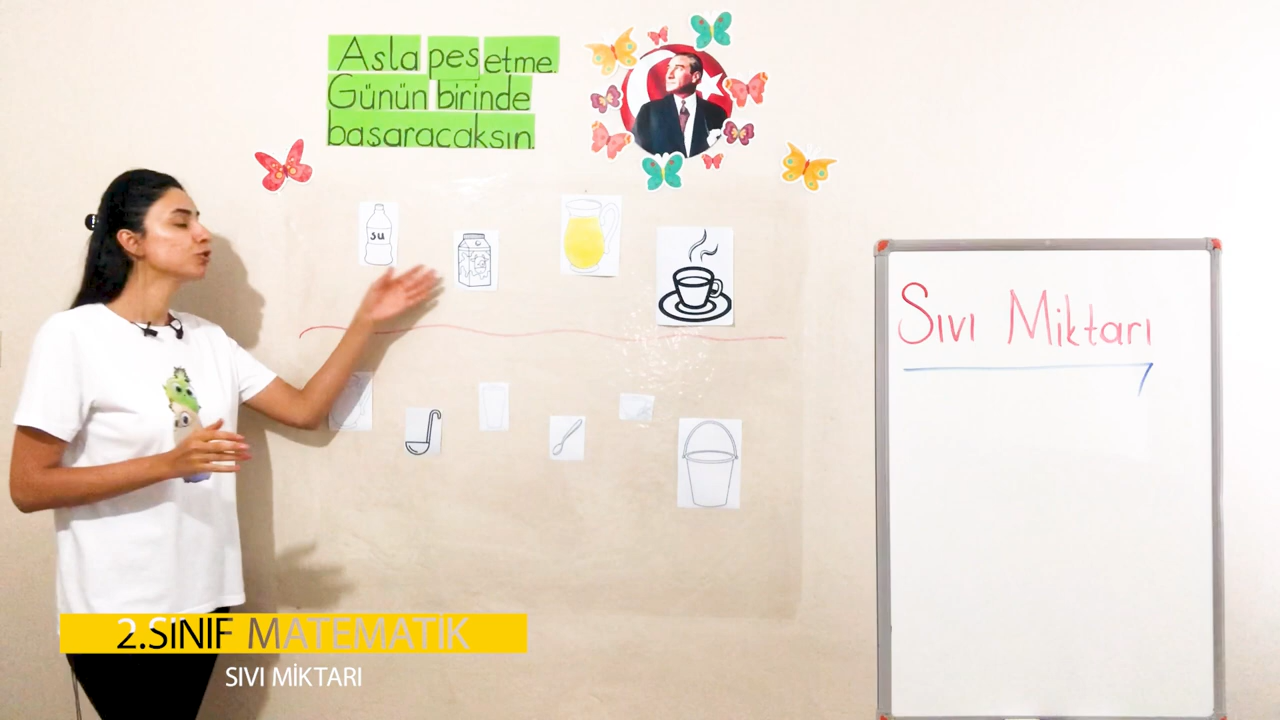 Asla pes etme.
Günün birinde
başaracaksın.
su
Sıvı Miktarı
2.SINIF MATEMATİK
SIVI MİKTARI